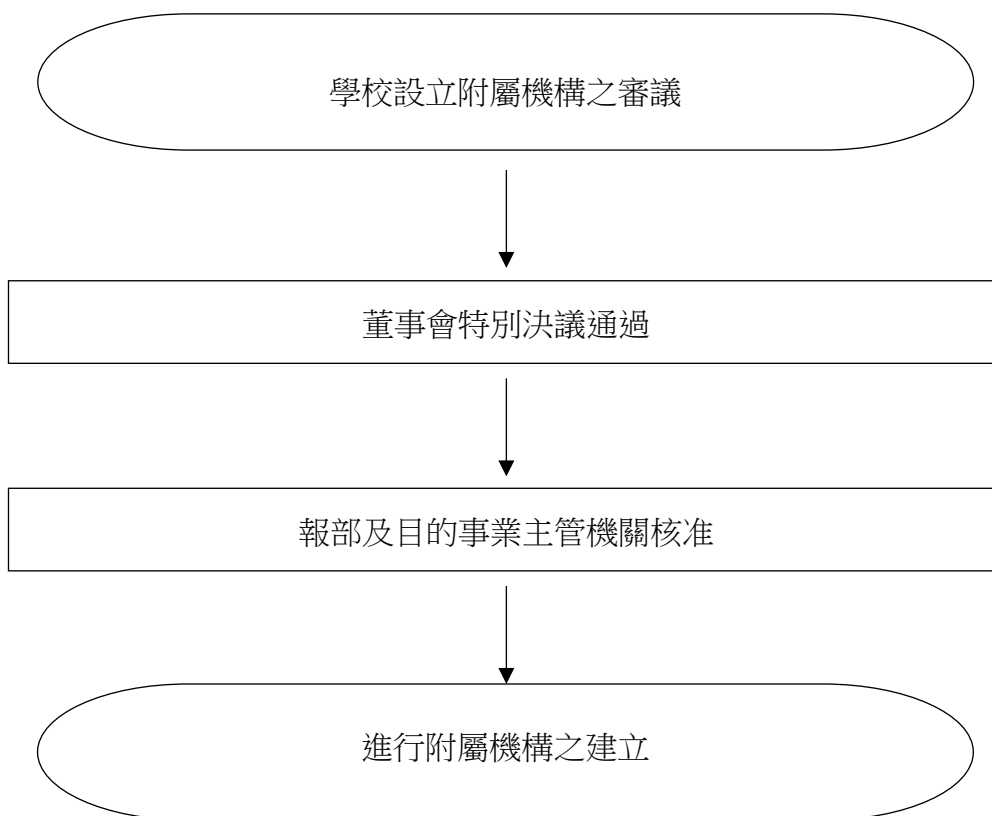 學校設立附屬機構之審議
董事會特別決議通過
報部及目的事業主管機關核准
進行附屬機構之建立